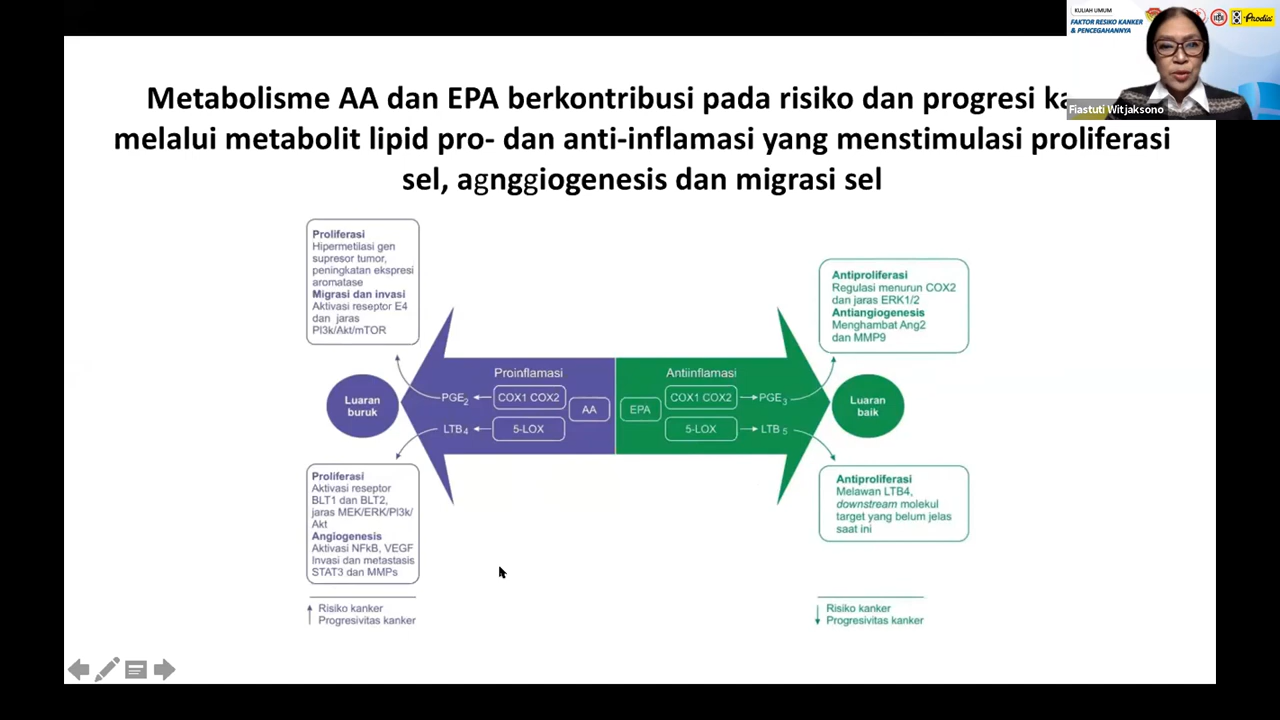 KULIAH UMUM
FAKTOR RISIKO KANKER
& PENCEGAHANNYA
Prodia
Fiastuti Witjaksono
Metabolisme AA dan EPA berkontribusi pada risiko dan progresi
melalui metabolit lipid pro- dan anti-inflamasi yang menstimulasi proliferasi
sel, agnggiogenesis dan migrasi sel
Proliferasi
Hipermetilasi gen
supresor tumor,
peningkatan ekspresi
aromatase
Migrasi dan invasi
Aktivasi reseptor E4
dan jaras
PI3k/Akt/mTOR
Antiproliferasi
Regulasi menurun COX2
dan jaras ERK1/2
Antiangiogenesis
Menghambat Ang2
dan MMP9
Luaran
buruk
Proinflamasi
PGE2
COX1 COX2
LTB4
5-LOX
AA
EPA
Antiinflamasi
COX1 COX2
PGE3
5-LOX
LTB 5
Luaran
baik
Proliferasi
Aktivasi reseptor
BLT1 dan BLT2,
jaras MEK/ERK/PI3k/
Akt
Angiogenesis
Aktivasi NFkB, VEGF
Invasi dan metastasis
STAT3 dan MMPs
Antiproliferasi
Melawan LTB4,
downstream molekul
target yang belum jelas
saat ini
↑ Risiko kanker
Progresivitas kanker
↓ Risiko kanker
Progresivitas kanker